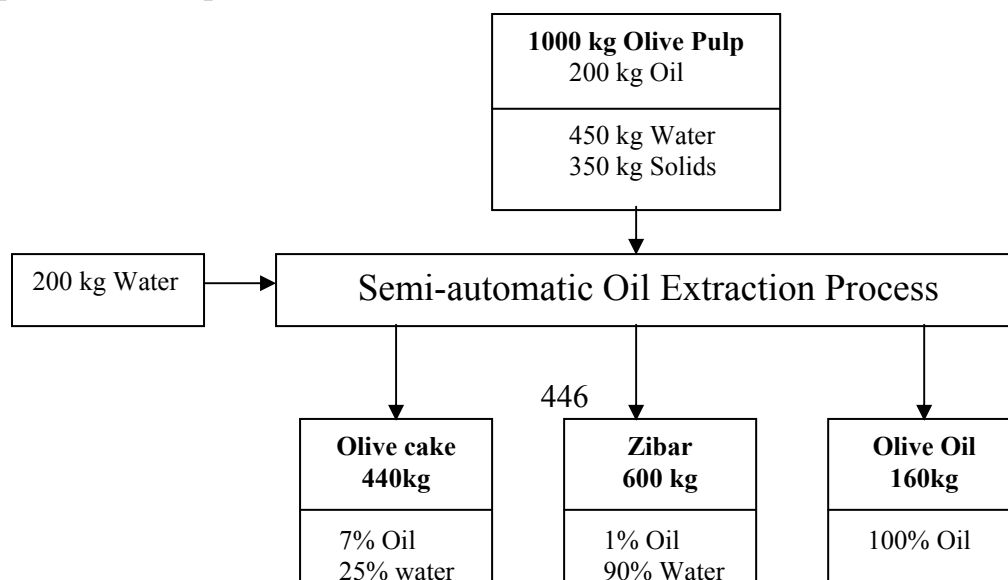 1000 kg Olive Pulp
200 kg Oil
450 kg Water
350 kg Solids
200 kg Water
Semi-automatic Oil Extraction Process
446
Olive cake
440kg
7% Oil
25% water
Zibar
600 kg
1% Oil
90% Water
Olive Oil
160kg
100% Oil